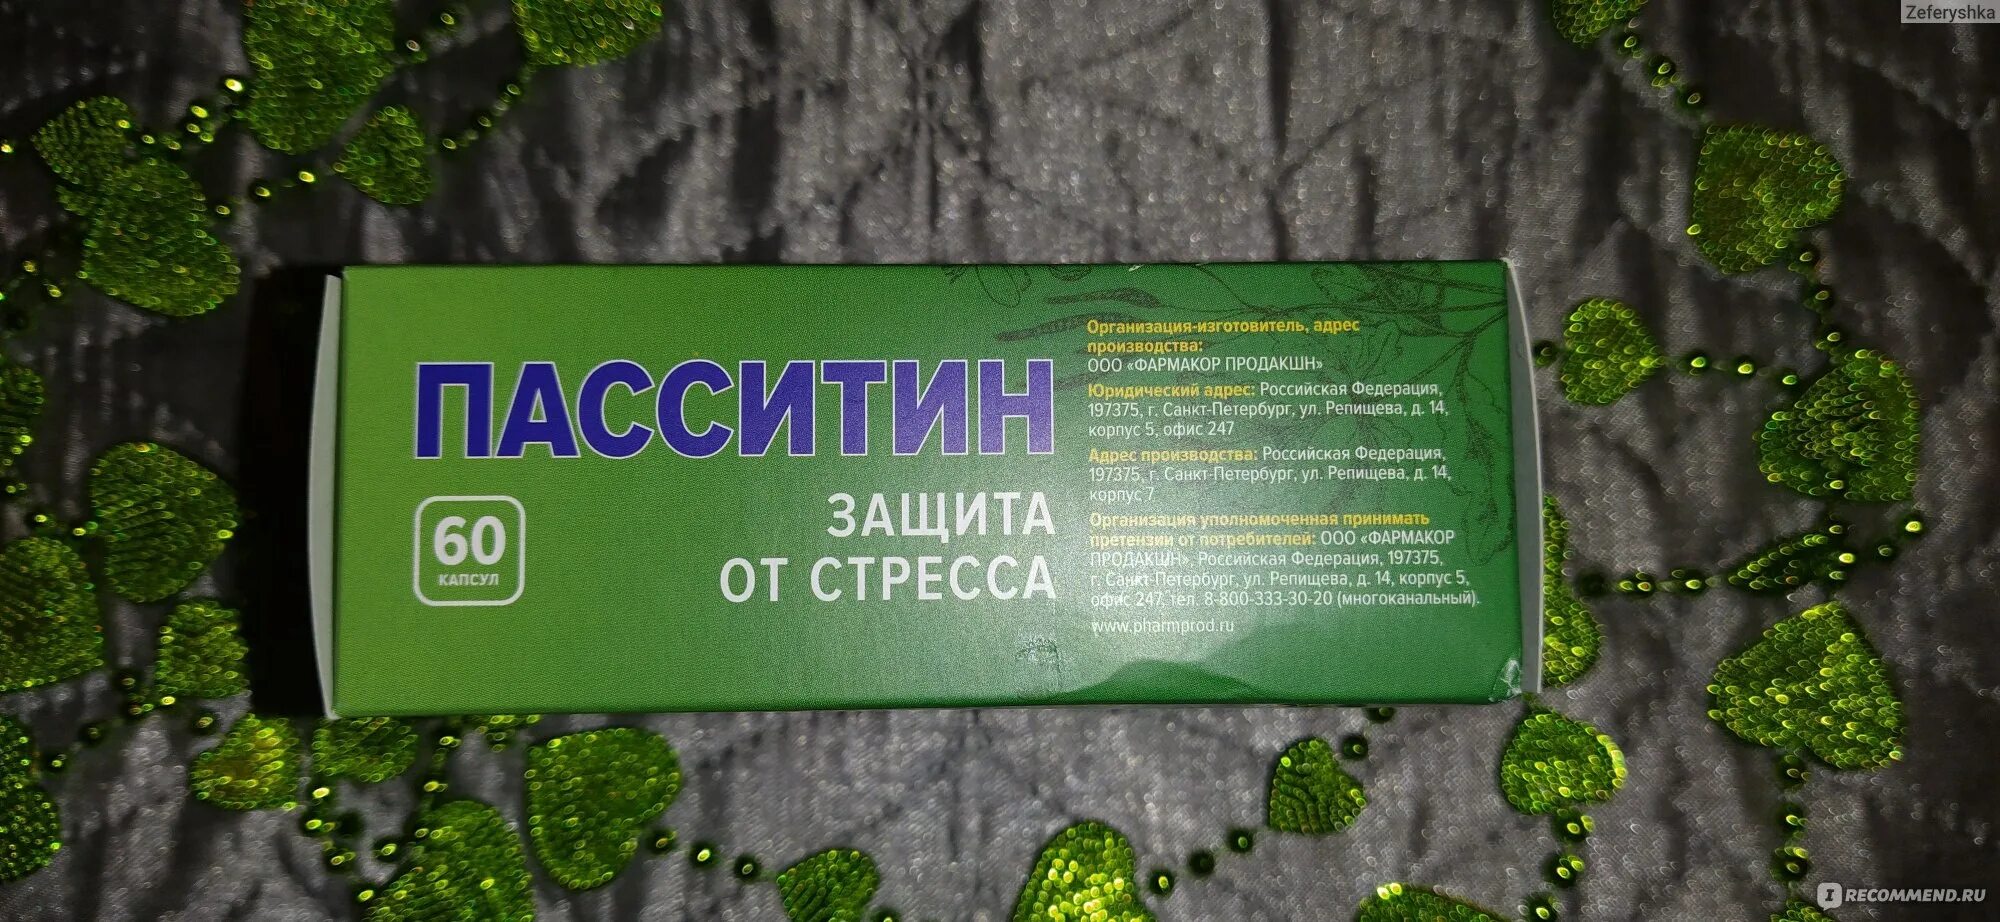 Zeferyshka
ПАССИТИН
60
КАПСУЛ
ЗАЩИТА
ОТ СТРЕССА
Организация-изготовитель, адрес
производства:
ООО «ФАРМАКОР ПРОДАКШН»
Юридический адрес: Российская Федерация,
197375, г. Санкт-Петербург, ул. Репищева, д. 14,
корпус 5, офис 247
Адрес производства: Российская Федерация,
197375, г. Санкт-Петербург, ул. Репищева, д. 14,
корпус 7
Организация уполномоченная принимать
претензии от потребителей: ООО «ФАРМАКОР
ПРОДАКШН», Российская Федерация, 197375,
г. Санкт-Петербург, ул. Репищева, д. 14, корпус 5,
офис 247, тел. 8-800-333-30-20 (многоканальный).
www.pharmprod.ru
IRECOMMEND.RU